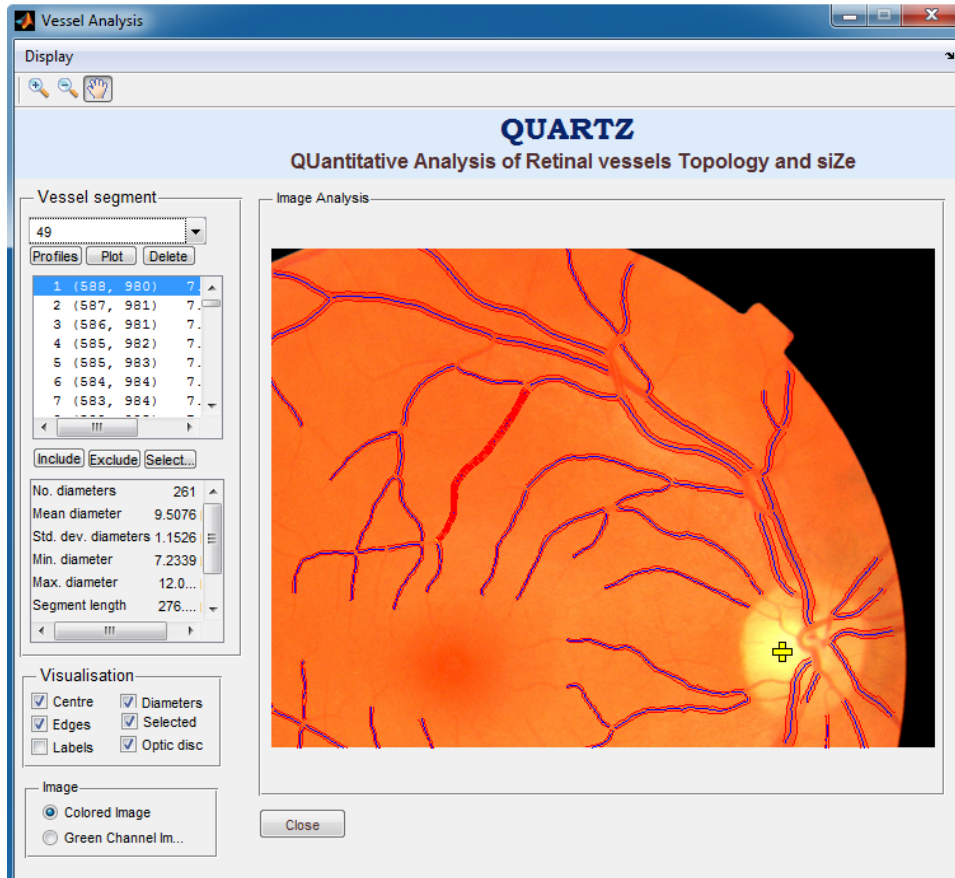 Vessel Analysis
Display
QUARTZ
QUantitative Analysis of Retinal vessels Topology and siZe
Vessel segment
49
Profiles Plot Delete
1 (588, 980) 7.
2 (587, 981) 7.
3 (586, 981) 7.
4 (585, 982) 7.
5 (585, 983) 7.
6 (584, 984) 7.
7 (583, 984) 7.
Include Exclude Select...
No. diameters 261
Mean diameter 9.5076
Std. dev. diameters 1.1526
Min. diameter 7.2339
Max. diameter 12.0...
Segment length 276....
Visualisation
Centre Diameters
Edges Selected
Labels Optic disc
Image
Colored Image
Green Channel Im...
Image Analysis
Close